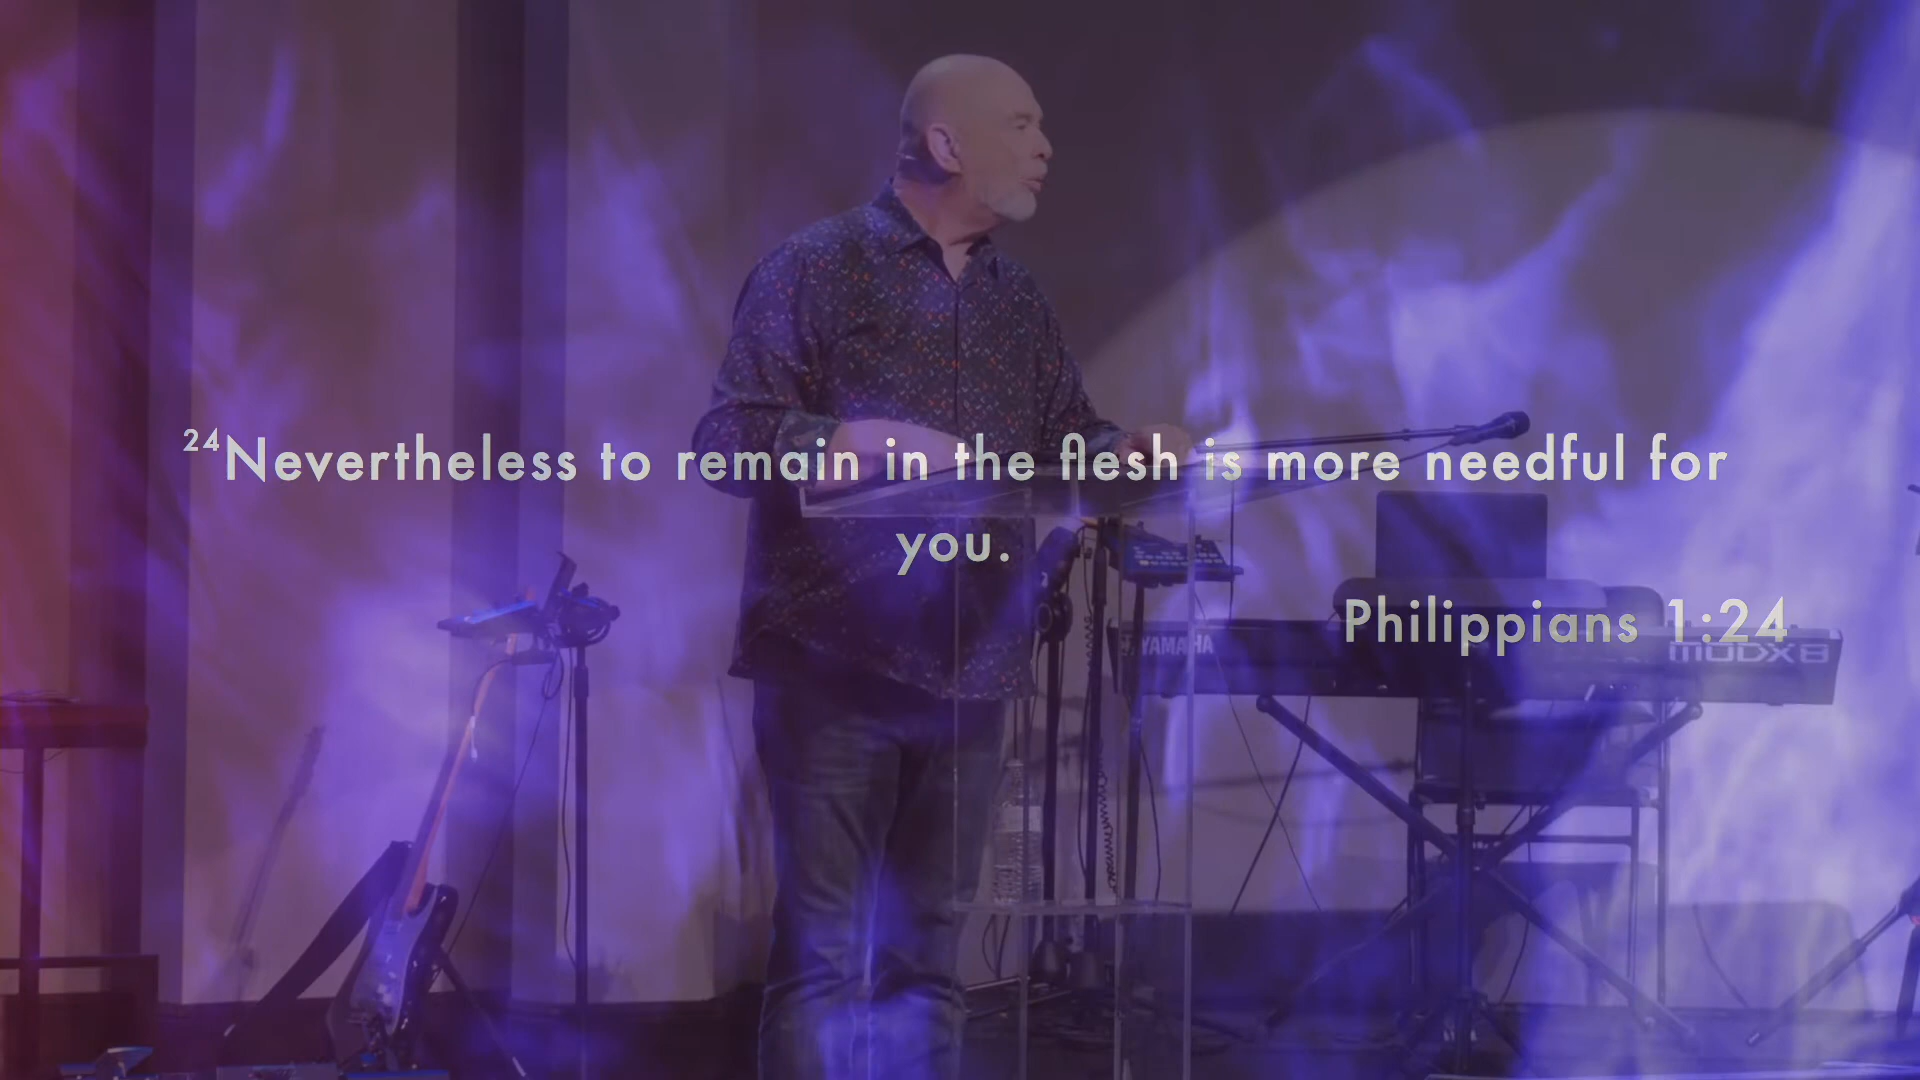 ²⁴Nevertheless to remain in the flesh is more needful for
you.
Philippians 1:24
YAMAHA
MODX8